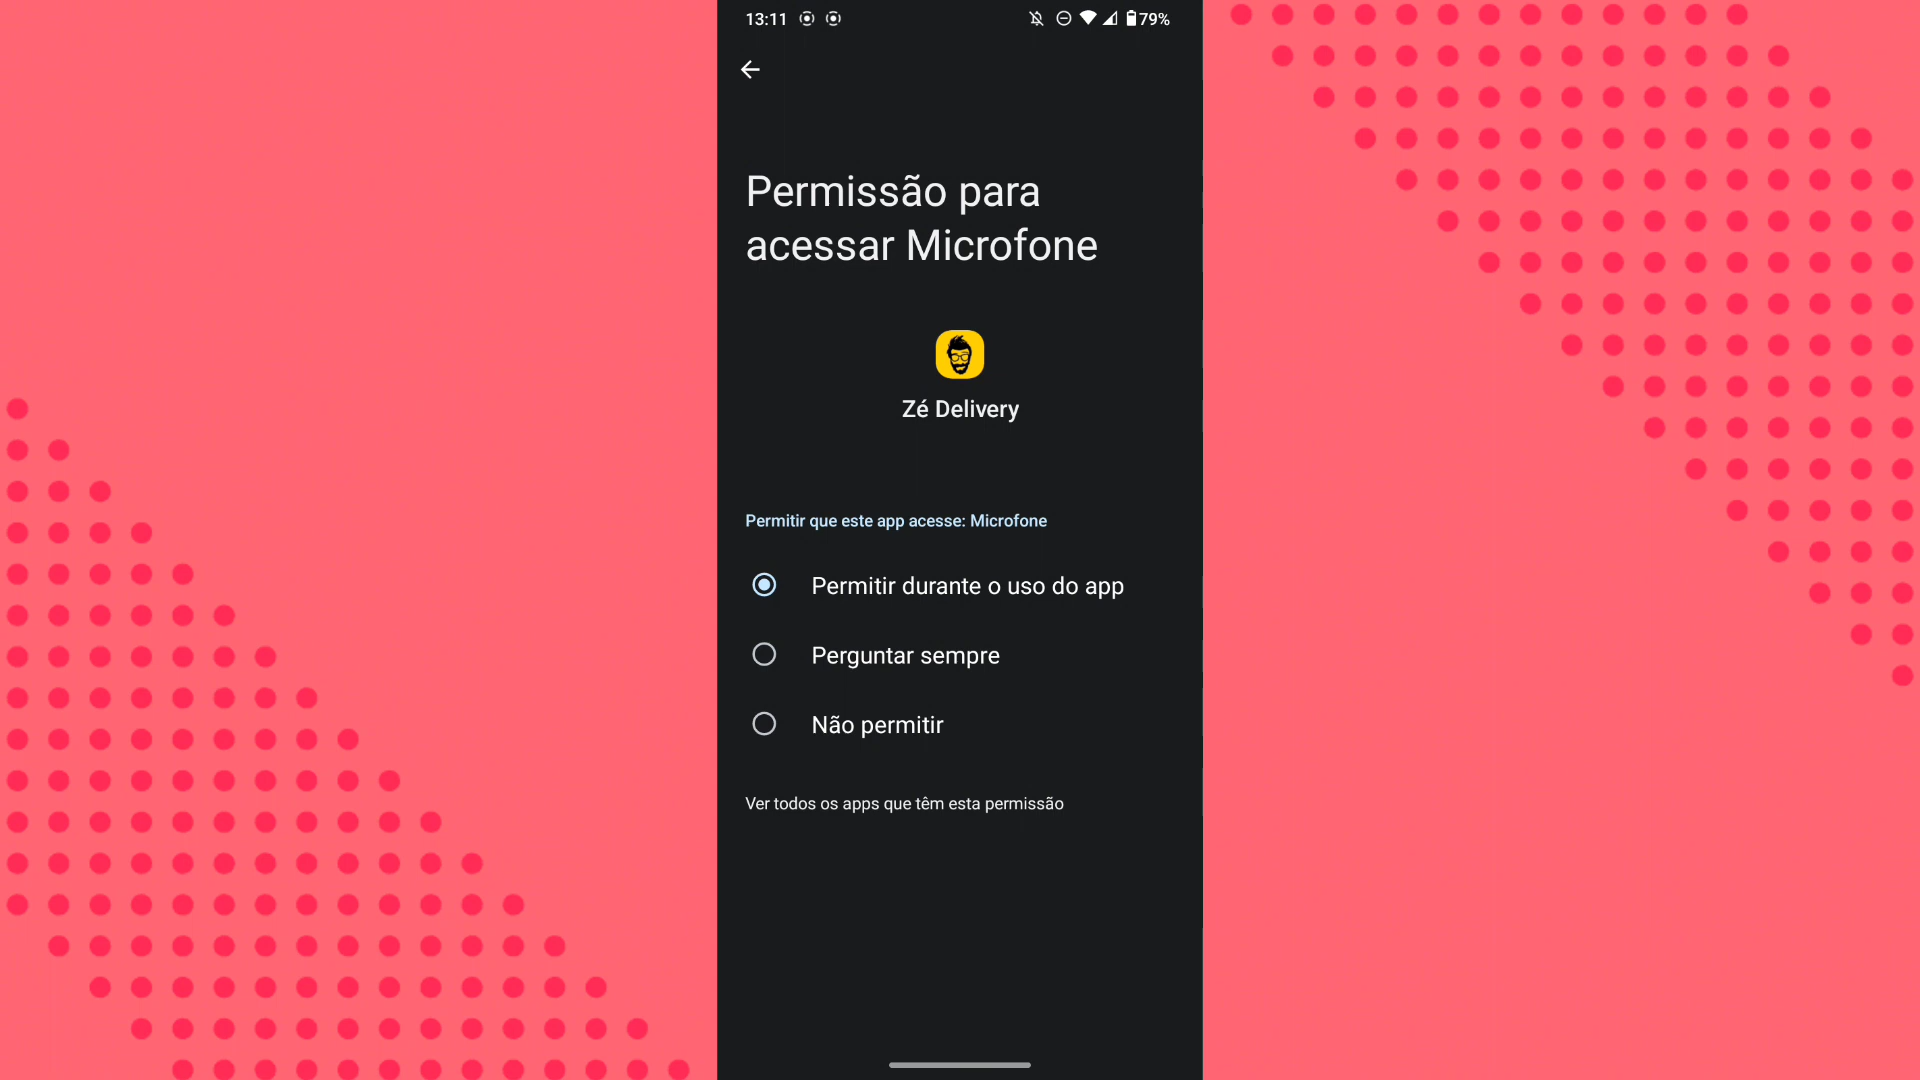 13:11
79%
Permissão para
acessar Microfone
Zé Delivery
Permitir que este app acesse: Microfone
Permitir durante o uso do app
Perguntar sempre
Não permitir
Ver todos os apps que têm esta permissão